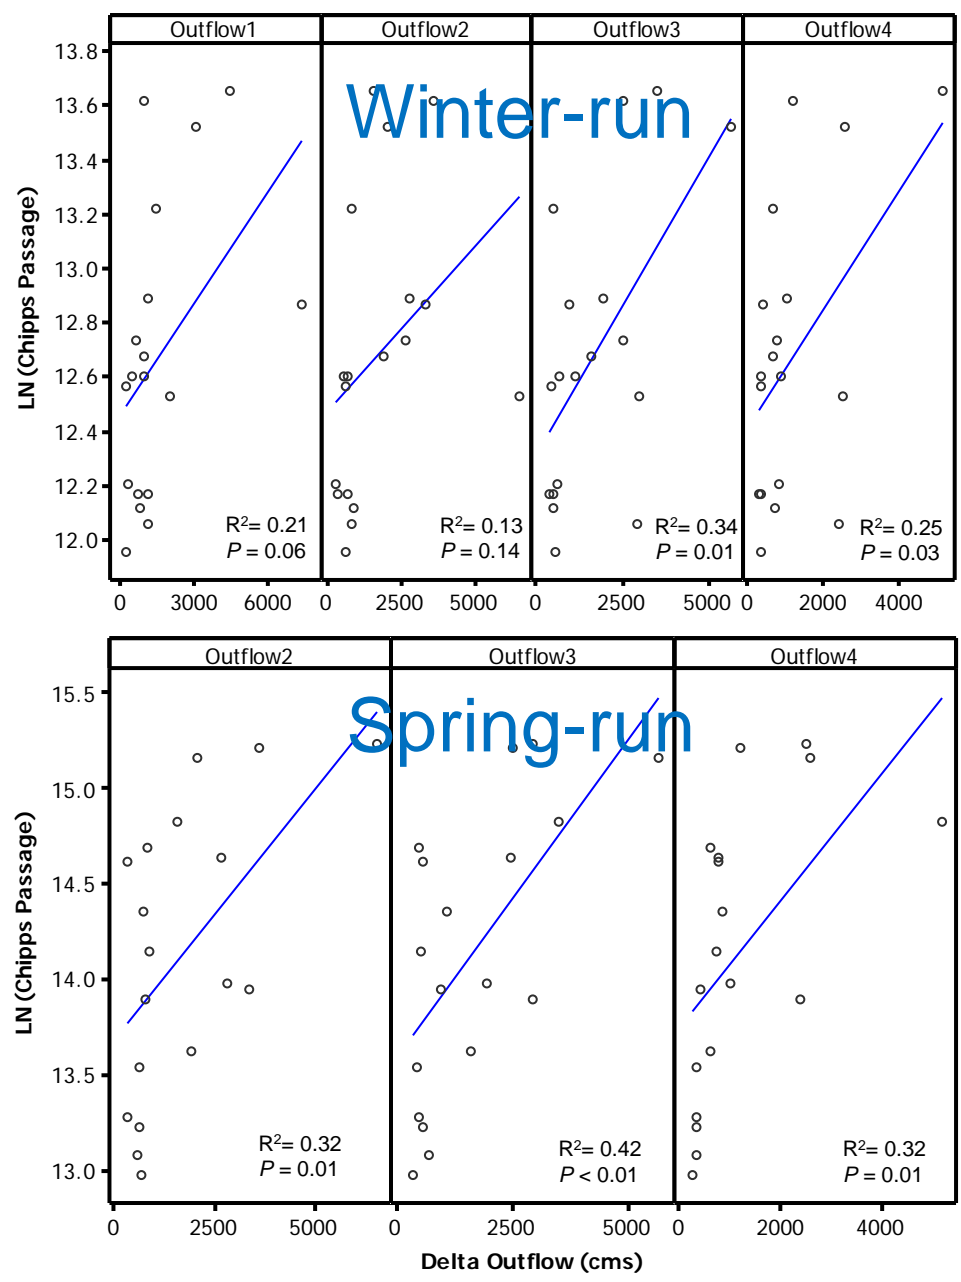 Outflow1 Outflow2 Outflow3 Outflow4
13.8
13.6
13.4
13.2
13.0
12.8
12.6
12.4
12.2
12.0
LN (Chipps Passage)
Winter-run
R²= 0.21
P = 0.06
R²= 0.13
P = 0.14
R²= 0.34
P = 0.01
R²= 0.25
P = 0.03
0 3000 6000 0 2500 5000 0 2500 5000 0 2000 4000
Outflow2 Outflow3 Outflow4
15.5
15.0
14.5
14.0
13.5
13.0
LN (Chipps Passage)
Spring-run
R²= 0.32
P = 0.01
R²= 0.42
P < 0.01
R²= 0.32
P = 0.01
0 2500 5000 0 2500 5000 0 2000 4000
Delta Outflow (cms)